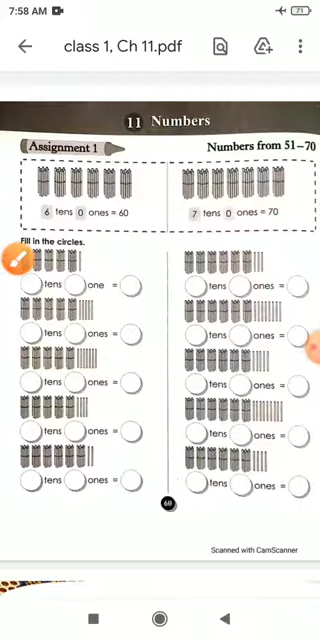 7:58 AM
71
class 1, Ch 11.pdf
11 Numbers
Assignment 1
Numbers from 51–70
6 tens 0 ones = 60
7 tens 0 ones = 70
Fill in the circles.
tens one =
tens ones =
tens ones =
tens ones =
tens ones =
tens ones =
tens ones =
tens ones =
tens ones =
tens ones =
60
Scanned with CamScanner